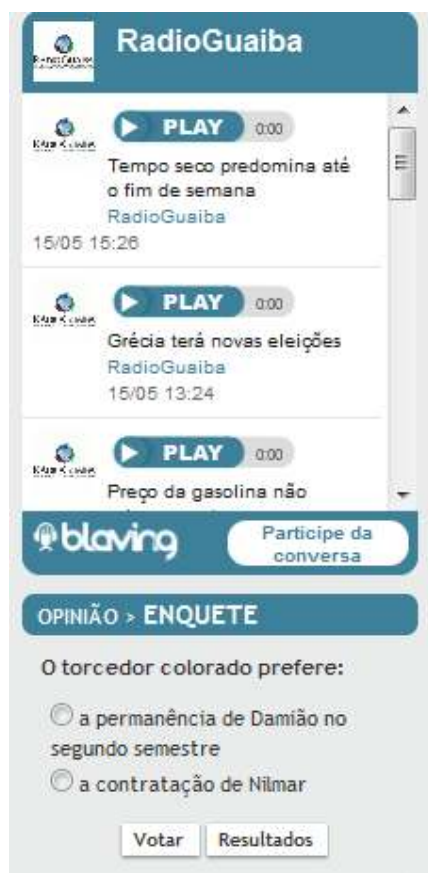 RadioGuaiba
PLAY 0:00
Tempo seco predomina até
o fim de semana
RadioGuaiba
15/05 15:26
PLAY 0:00
Grécia terá novas eleições
RadioGuaiba
15/05 13:24
PLAY 0:00
Preço da gasolina não
blaving
Participe da
conversa
OPINIÃO > ENQUETE
O torcedor colorado prefere:
a permanência de Damião no
segundo semestre
a contratação de Nilmar
Votar Resultados